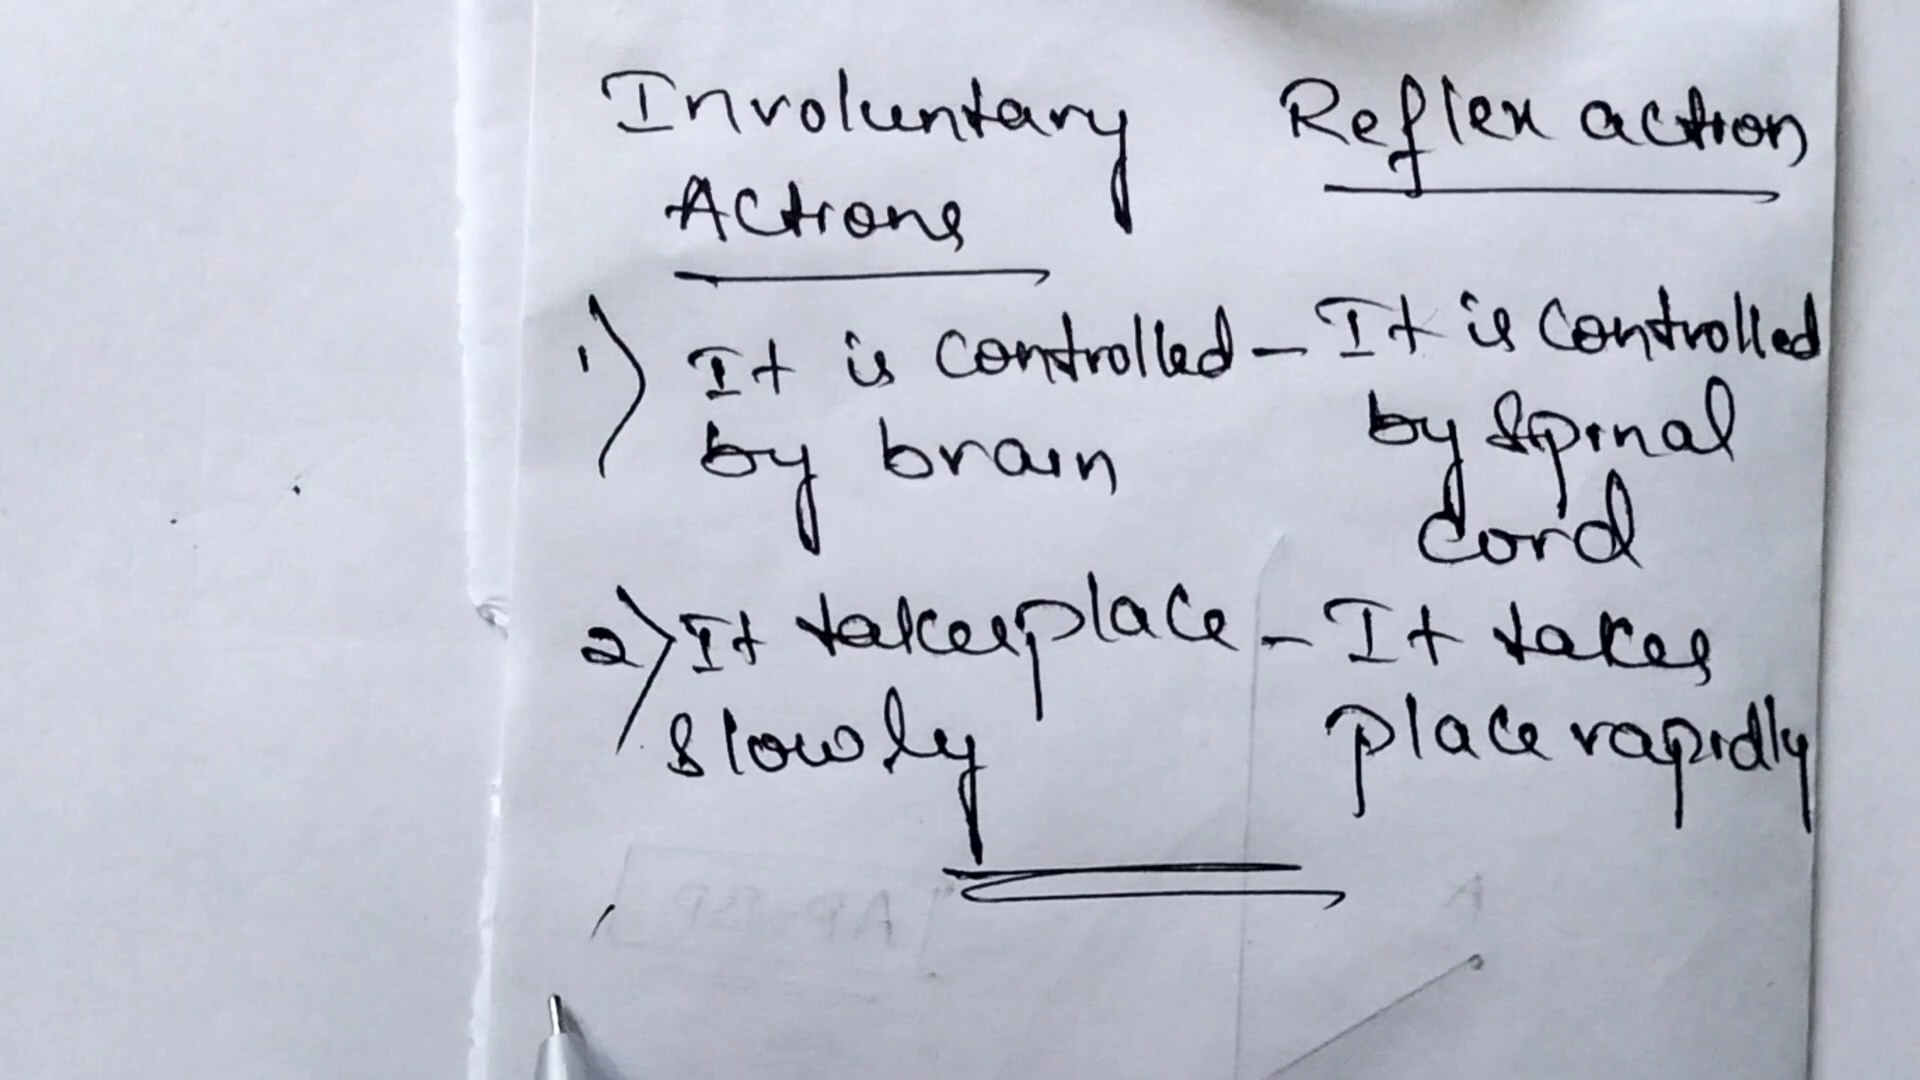 Involuntary Reflex action
Actions
1) It is controlled - It is controlled
by brain by spinal
cord
2) It takes place - It takes
slowly place rapidly